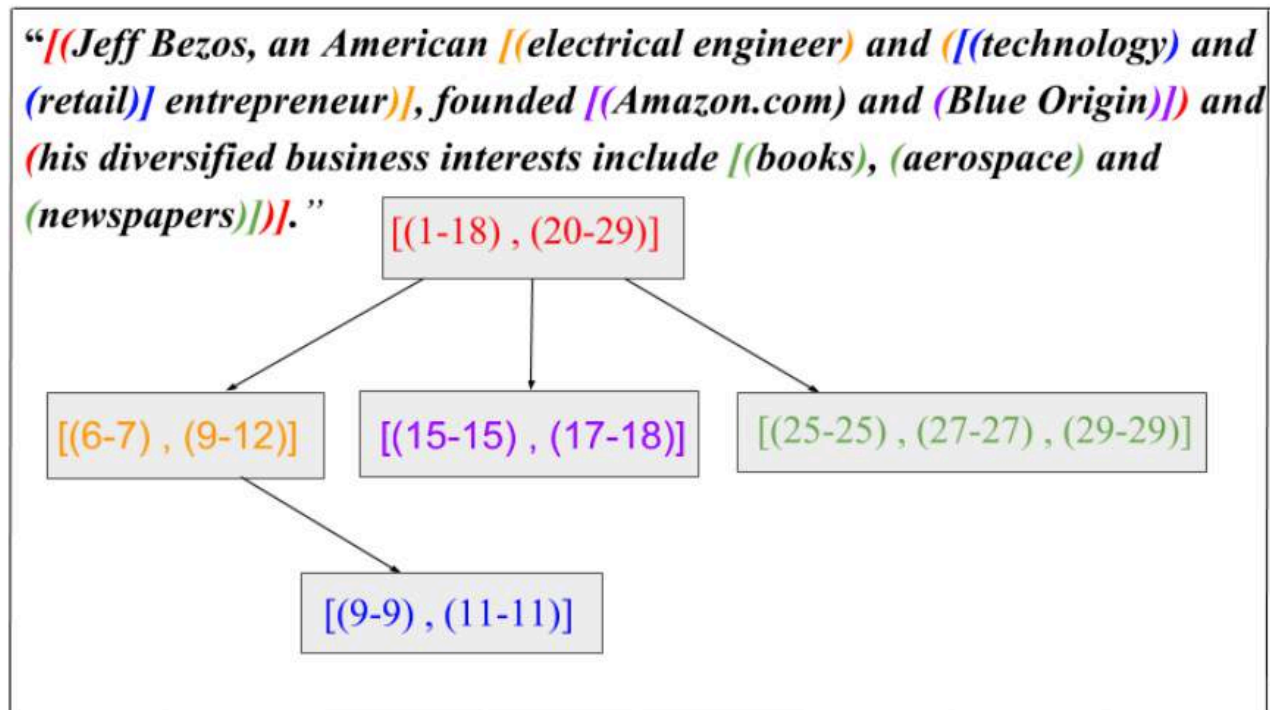 “[(Jeff Bezos, an American [(electrical engineer) and ([(technology) and
(retail)] entrepreneur)], founded [(Amazon.com) and (Blue Origin)]) and
(his diversified business interests include [(books), (aerospace) and
(newspapers)])].”
[(1-18) , (20-29)]
[(6-7) , (9-12)]
[(15-15) , (17-18)]
[(25-25) , (27-27) , (29-29)]
[(9-9) , (11-11)]